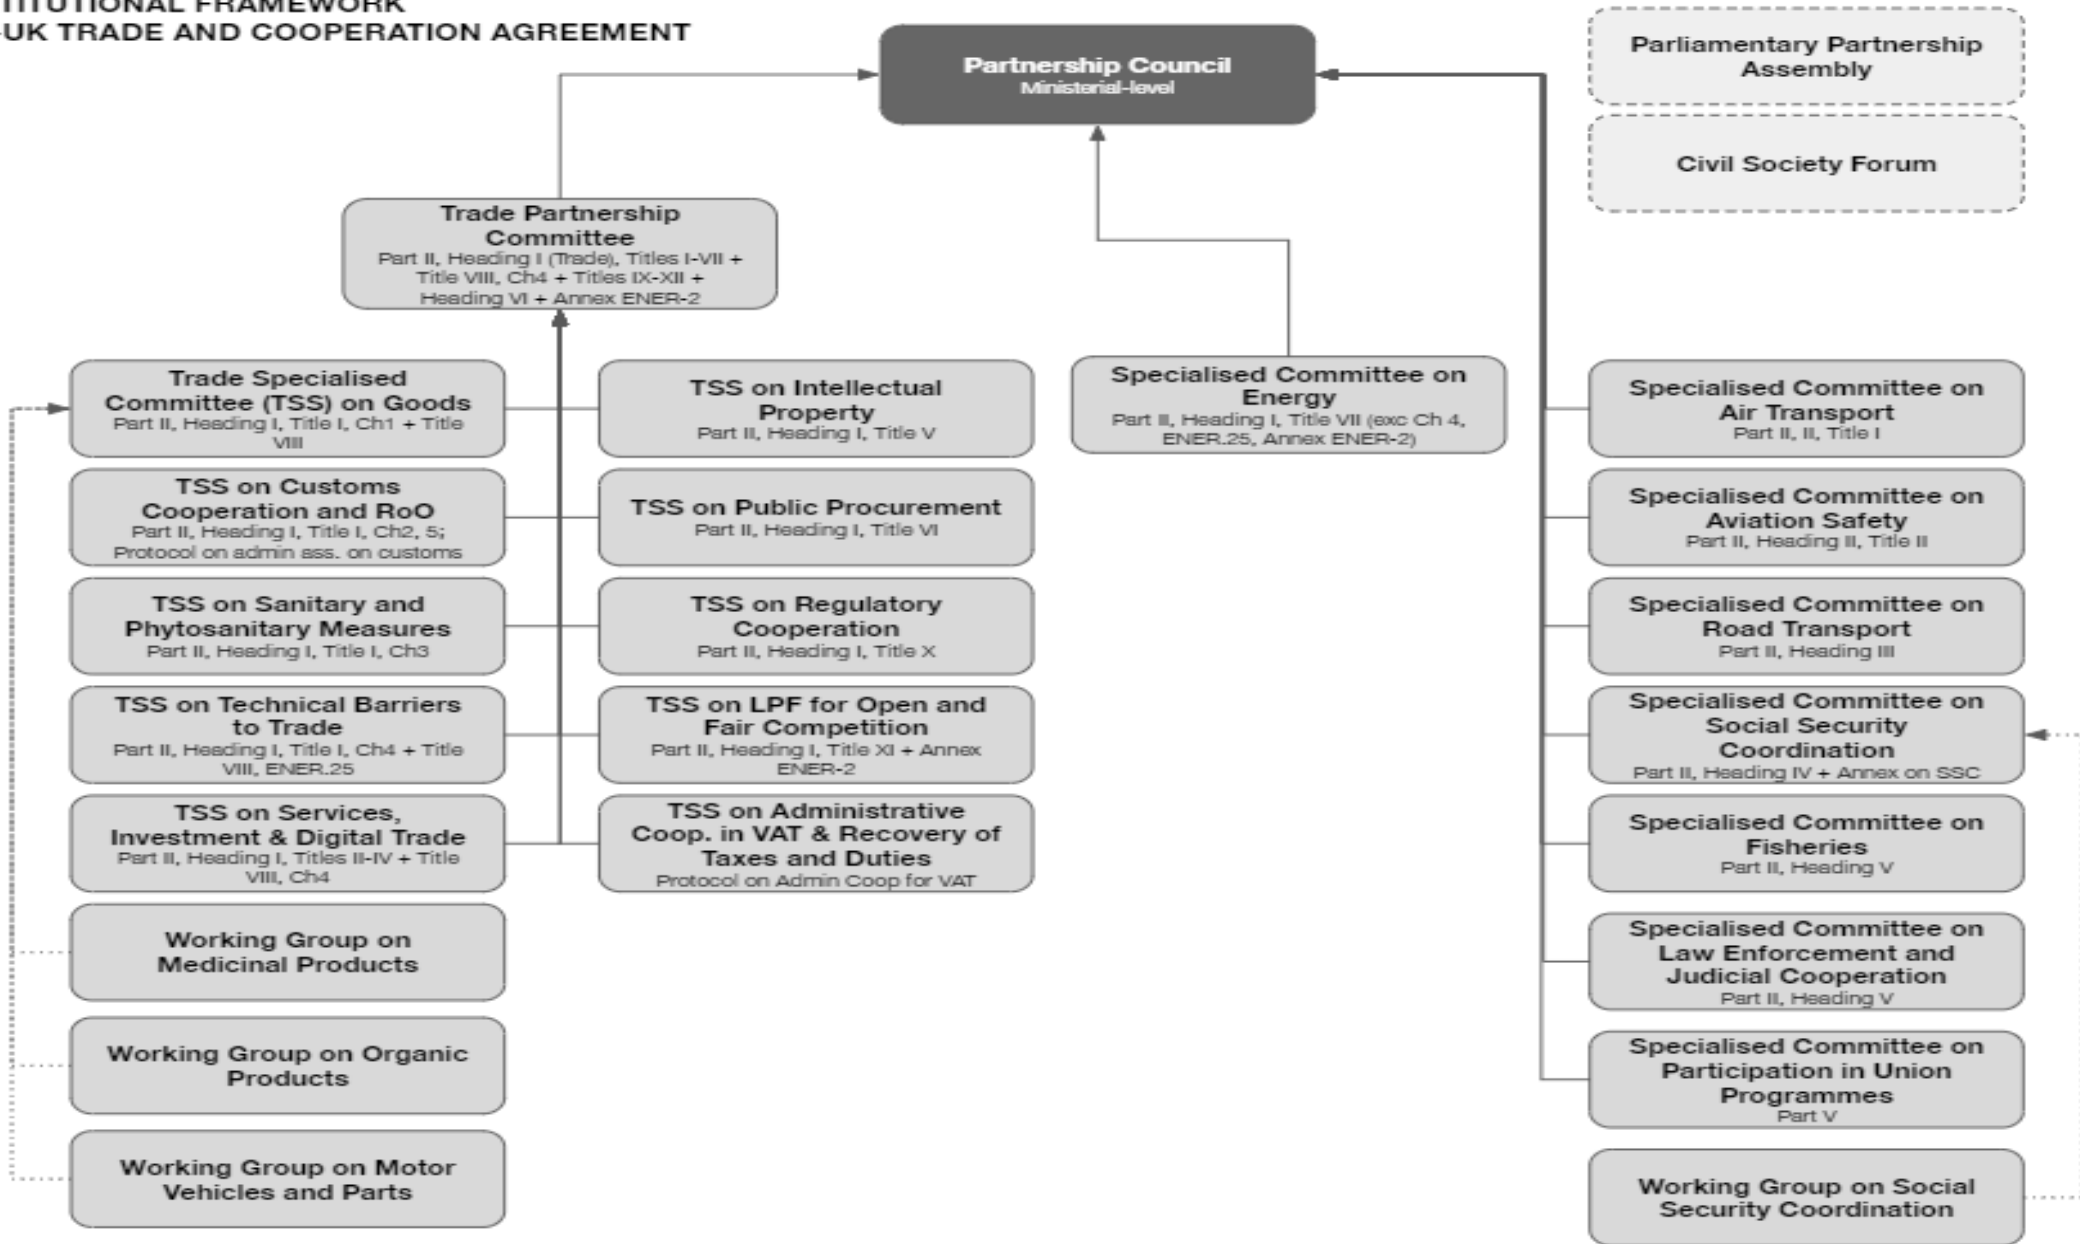 TITUTIONAL FRAMEWORK
-UK TRADE AND COOPERATION AGREEMENT
Partnership Council
Ministerial-level
Parliamentary Partnership
Assembly
Civil Society Forum
Trade Partnership
Committee
Part II, Heading I (Trade), Titles I-VII +
Title VIII, Ch4 + Titles IX-XII +
Heading VI + Annex ENER-2
Trade Specialised
Committee (TSS) on Goods
Part II, Heading I, Title I, Ch1 + Title
VIII
TSS on Customs
Cooperation and RoO
Part II, Heading I, Title I, Ch2, 5;
Protocol on admin ass. on customs
TSS on Sanitary and
Phytosanitary Measures
Part II, Heading I, Title I, Ch3
TSS on Technical Barriers
to Trade
Part II, Heading I, Title I, Ch4 + Title
VIII, ENER.25
TSS on Services,
Investment & Digital Trade
Part II, Heading I, Titles II-IV + Title
VIII, Ch4
Working Group on
Medicinal Products
Working Group on Organic
Products
Working Group on Motor
Vehicles and Parts
TSS on Intellectual
Property
Part II, Heading I, Title V
TSS on Public Procurement
Part II, Heading I, Title VI
TSS on Regulatory
Cooperation
Part II, Heading I, Title X
TSS on LPF for Open and
Fair Competition
Part II, Heading I, Title XI + Annex
ENER-2
TSS on Administrative
Coop. in VAT & Recovery of
Taxes and Duties
Protocol on Admin Coop for VAT
Specialised Committee on
Energy
Part II, Heading I, Title VII (exc Ch 4,
ENER.25, Annex ENER-2)
Specialised Committee on
Air Transport
Part II, II, Title I
Specialised Committee on
Aviation Safety
Part II, Heading II, Title II
Specialised Committee on
Road Transport
Part II, Heading III
Specialised Committee on
Social Security
Coordination
Part II, Heading IV + Annex on SSC
Specialised Committee on
Fisheries
Part II, Heading V
Specialised Committee on
Law Enforcement and
Judicial Cooperation
Part II, Heading V
Specialised Committee on
Participation in Union
Programmes
Part V
Working Group on Social
Security Coordination